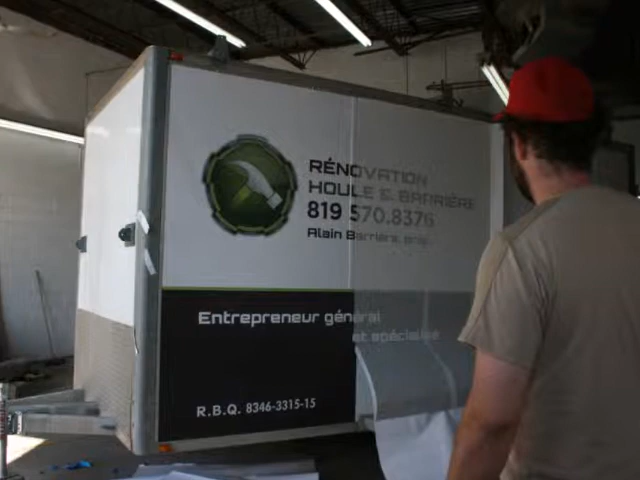 RÉNOVATION
HOULE & BARRIÈRE
819 570.8376
Alain Barrière,
Entrepreneur général
et spécialisé
R.B.Q. 8346-3315-15